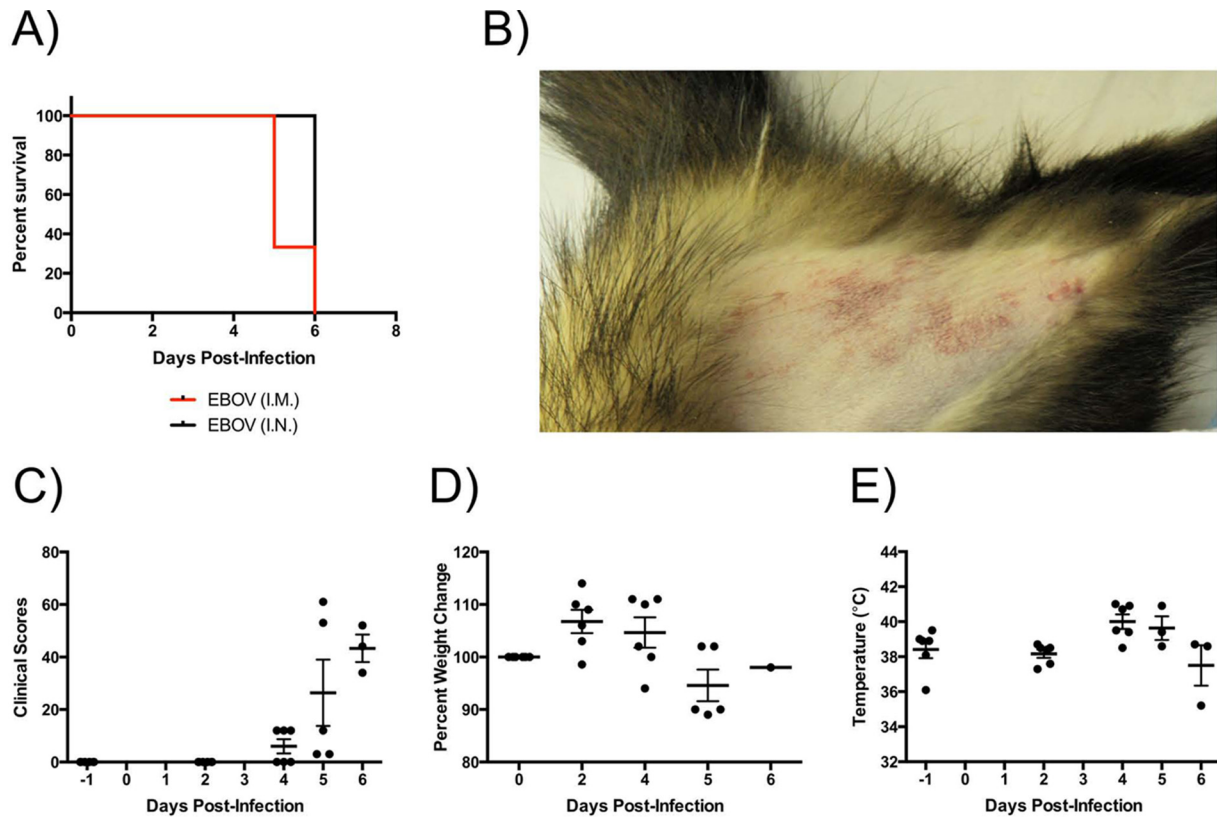 A)
B)
100
80
60
40
20
0
Percent survival
0 2 4 6 8
Days Post-Infection
EBOV (I.M.)
EBOV (I.N.)
C)
D)
E)
80
60
40
20
0
Clinical Scores
-1 0 1 2 3 4 5 6
Days Post-Infection
120
110
100
90
80
Percent Weight Change
0 2 4 5 6
Days Post-Infection
44
42
40
38
36
34
32
Temperature (°C)
-1 0 1 2 3 4 5 6
Days Post-Infection